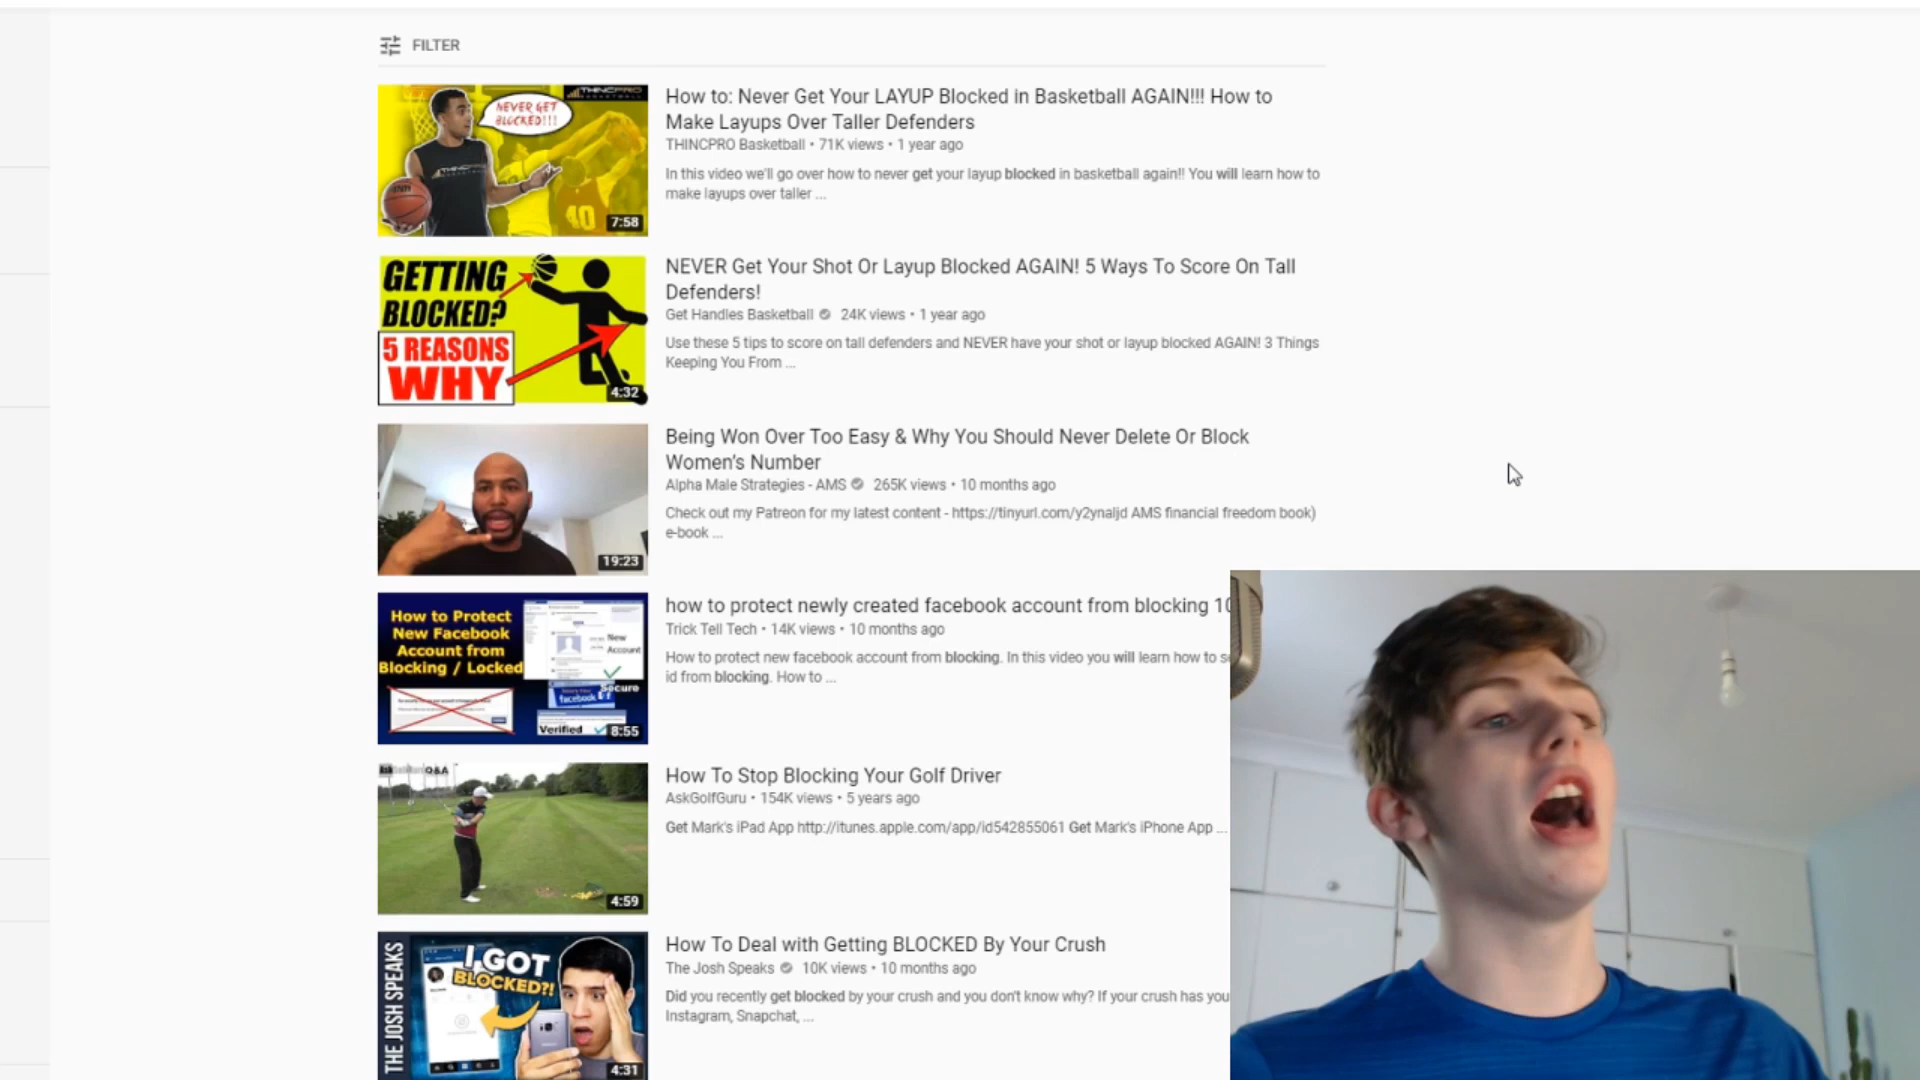 FILTER
NEVER GET
BLOCKED!!!
THINCPRO
BASKETBALL
THINCPRO
40
7:58
How to: Never Get Your LAYUP Blocked in Basketball AGAIN!!! How to
Make Layups Over Taller Defenders
THINCPRO Basketball • 71K views • 1 year ago
In this video we'll go over how to never get your layup blocked in basketball again!! You will learn how to
make layups over taller ...
GETTING
BLOCKED?
5 REASONS
WHY
4:32
NEVER Get Your Shot Or Layup Blocked AGAIN! 5 Ways To Score On Tall
Defenders!
Get Handles Basketball 24K views • 1 year ago
Use these 5 tips to score on tall defenders and NEVER have your shot or layup blocked AGAIN! 3 Things
Keeping You From ...
19:23
Being Won Over Too Easy & Why You Should Never Delete Or Block
Women's Number
Alpha Male Strategies - AMS 265K views • 10 months ago
Check out my Patreon for my latest content - https://tinyurl.com/y2ynaljd AMS financial freedom book)
e-book ...
How to Protect
New Facebook
Account from
Blocking / Locked
New
Account
Secure
facebook
Verified
8:55
how to protect newly created facebook account from blocking 10
Trick Tell Tech • 14K views • 10 months ago
How to protect new facebook account from blocking. In this video you will learn how to se
id from blocking. How to ...
Q&A
4:59
How To Stop Blocking Your Golf Driver
AskGolfGuru • 154K views • 5 years ago
Get Mark's iPad App http://itunes.apple.com/app/id542855061 Get Mark's iPhone App ...
THE JOSH SPEAKS
I GOT
BLOCKED?!
4:31
How To Deal with Getting BLOCKED By Your Crush
The Josh Speaks 10K views • 10 months ago
Did you recently get blocked by your crush and you don't know why? If your crush has you
Instagram, Snapchat, ...